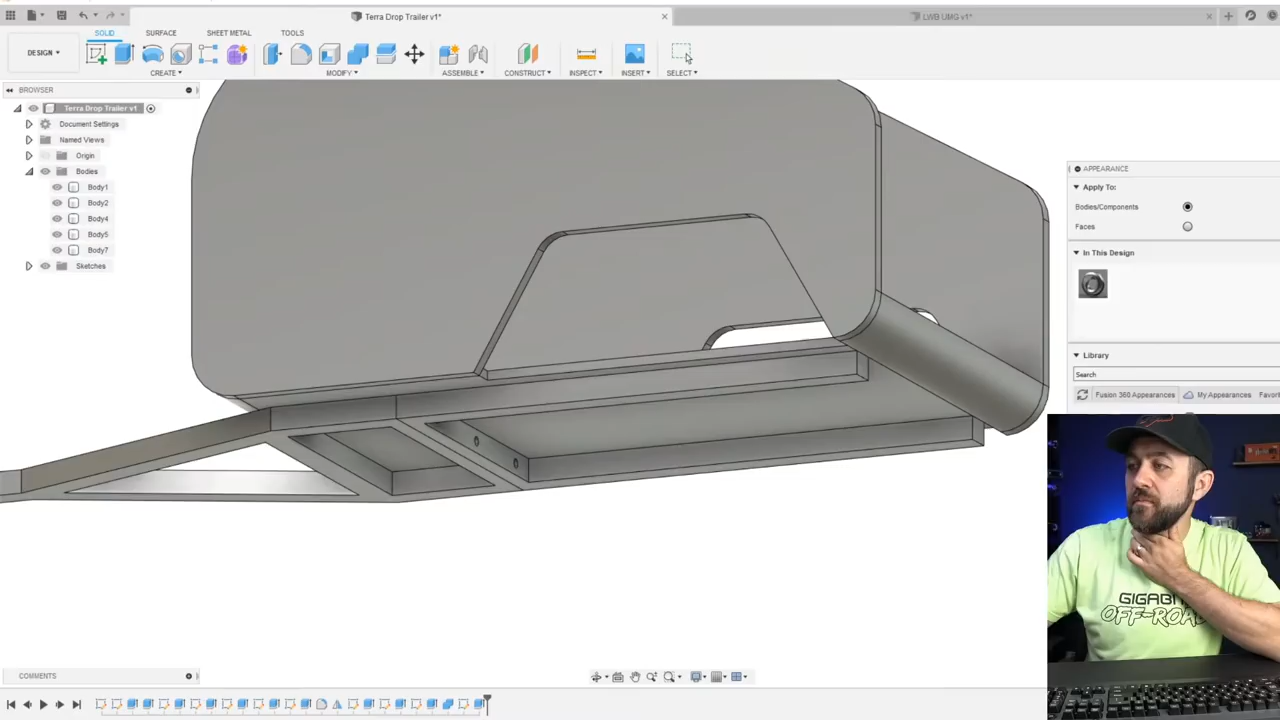 Terra Drop Trailer v1*
LWB UMG v1*
SOLID
SURFACE
SHEET METAL
TOOLS
DESIGN
CREATE
MODIFY
ASSEMBLE
CONSTRUCT
INSPECT
INSERT
SELECT
BROWSER
Terra Drop Trailer v1
Document Settings
Named Views
Origin
Bodies
Body1
Body2
Body4
Body5
Body7
Sketches
APPEARANCE
Apply To:
Bodies/Components
Faces
In This Design
Library
Search
Fusion 360 Appearances
My Appearances
GIGAB
OFF-ROA
COMMENTS